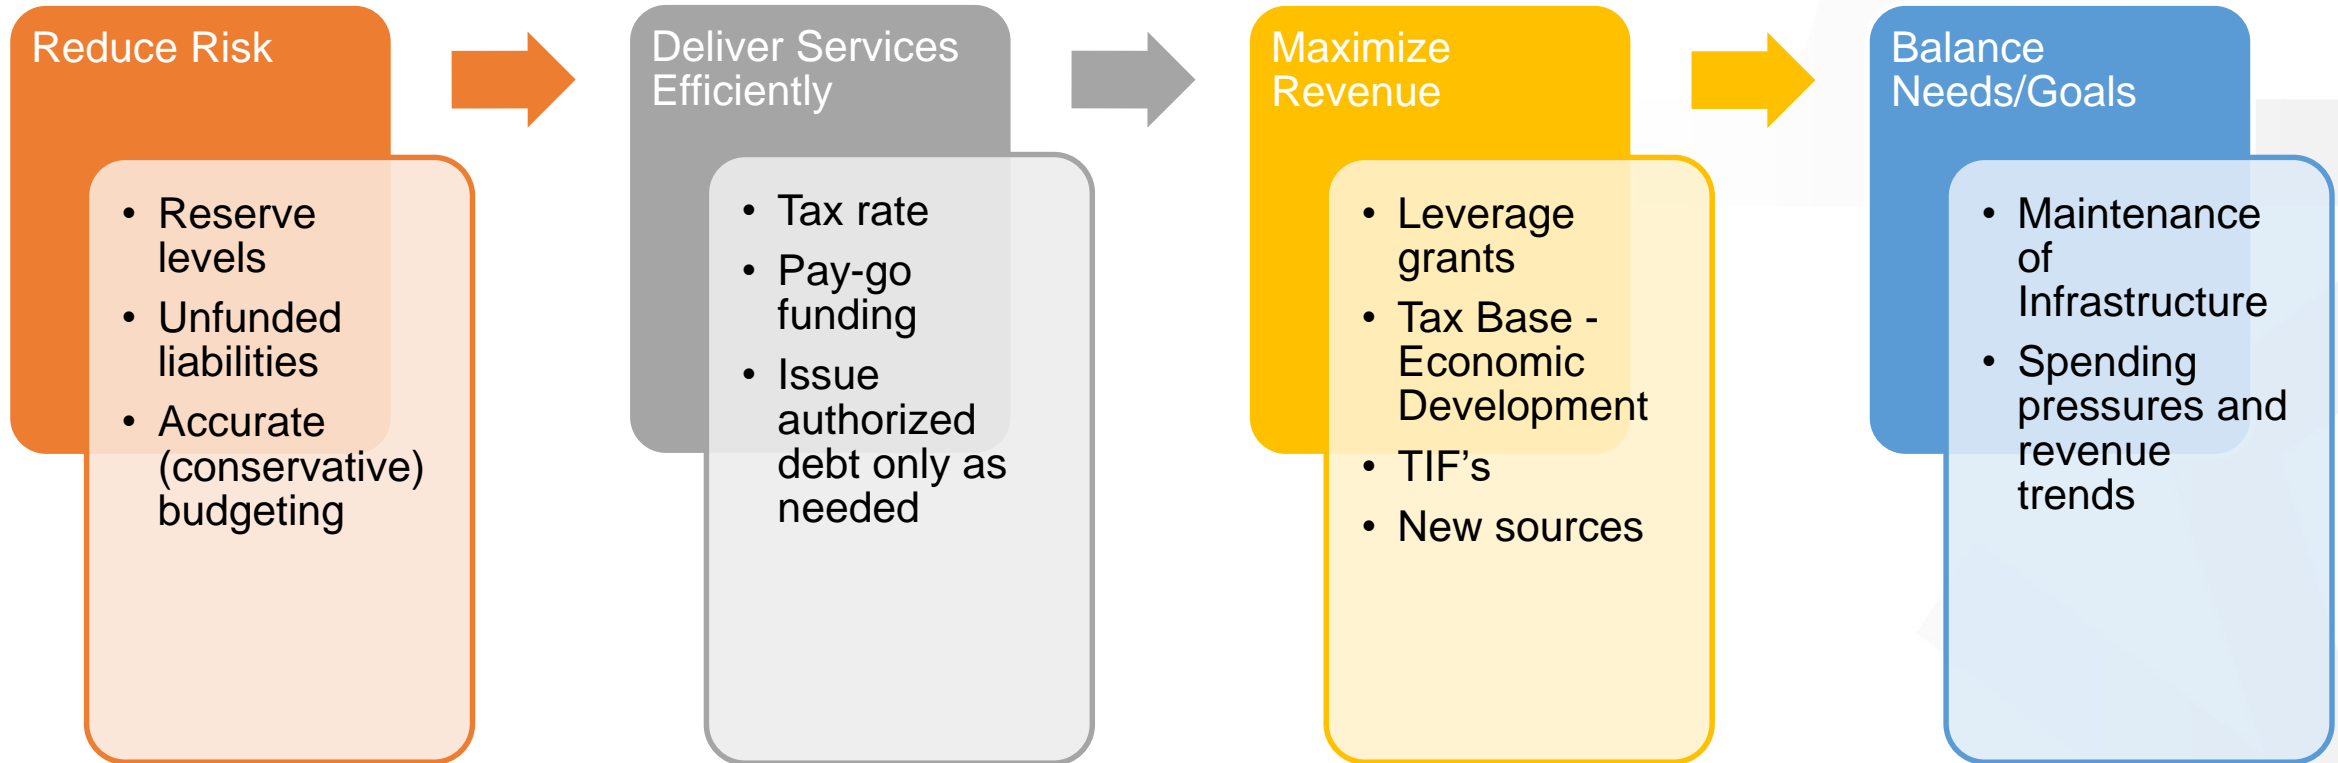 Reduce Risk
• Reserve
levels
• Unfunded
liabilities
• Accurate
(conservative)
budgeting
Deliver Services
Efficiently
• Tax rate
• Pay-go
funding
• Issue
authorized
debt only as
needed
Maximize
Revenue
• Leverage
grants
• Tax Base -
Economic
Development
• TIF’s
• New sources
Balance
Needs/Goals
• Maintenance
of
Infrastructure
• Spending
pressures and
revenue
trends